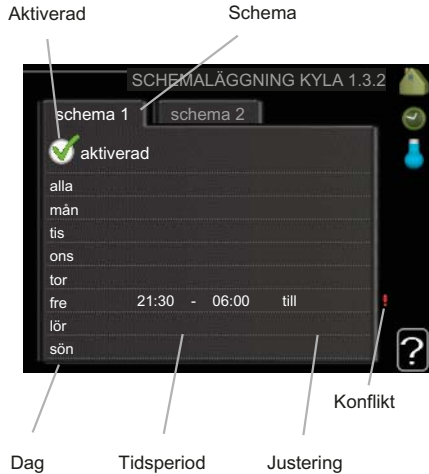 Aktiverad Schema
SCHEMALÄGGNING KYLA 1.3.2
schema 1 schema 2
aktiverad
alla
mån
tis
ons
tor
fre 21:30 - 06:00 till !
lör
sön
?
Konflikt
Dag Tidsperiod Justering